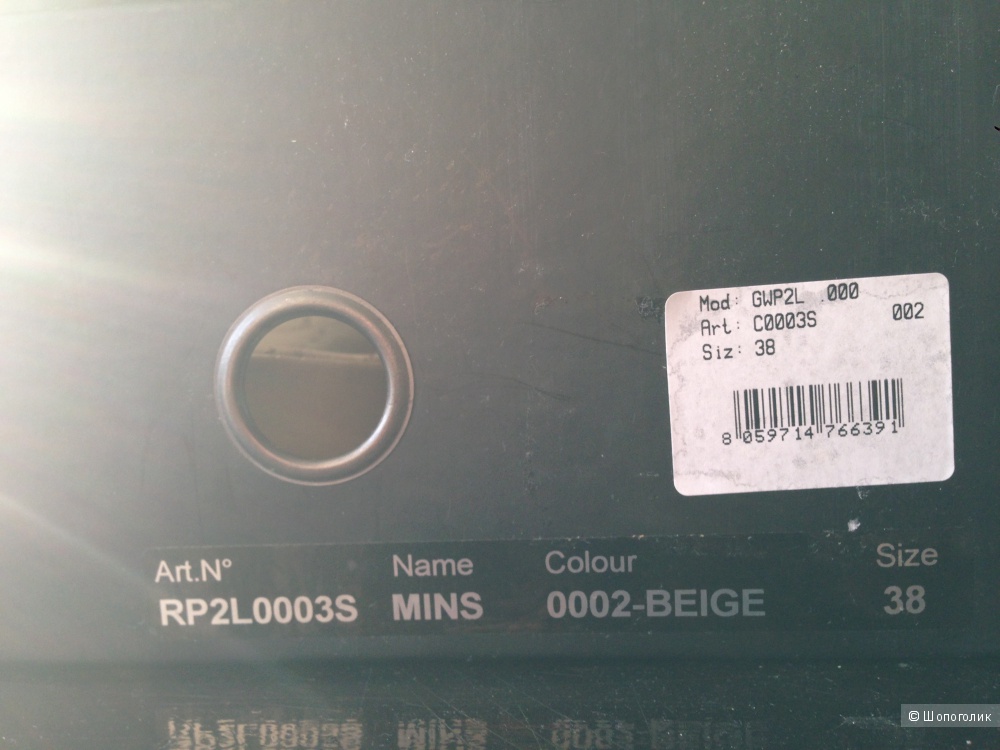 Mod: GWP2L .000
Art: C0003S 002
Siz: 38
8 059714 766391
Art.N° Name Colour Size
RP2L0003S MINS 0002-BEIGE 38
© Шопоголик